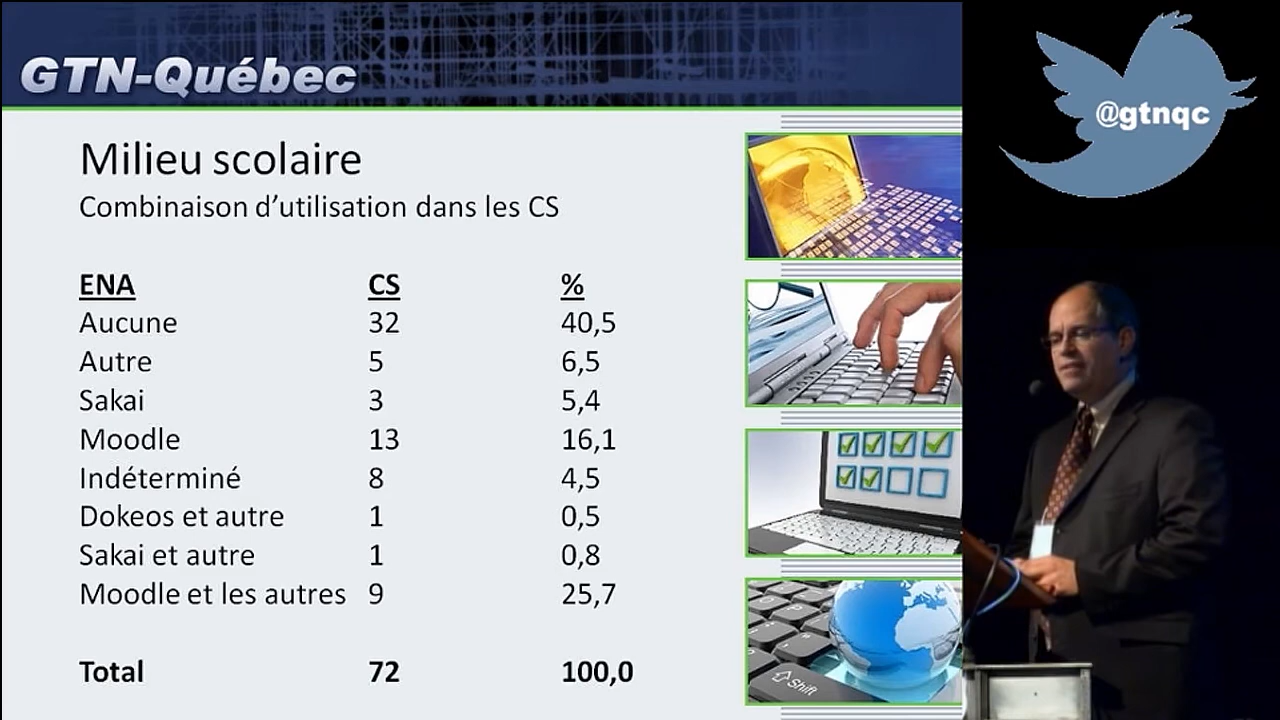 GTN-Québec
@gtnqc
Milieu scolaire
Combinaison d'utilisation dans les CS
ENA CS %
Aucune 32 40,5
Autre 5 6,5
Sakai 3 5,4
Moodle 13 16,1
Indéterminé 8 4,5
Dokeos et autre 1 0,5
Sakai et autre 1 0,8
Moodle et les autres 9 25,7
Total 72 100,0
Shift